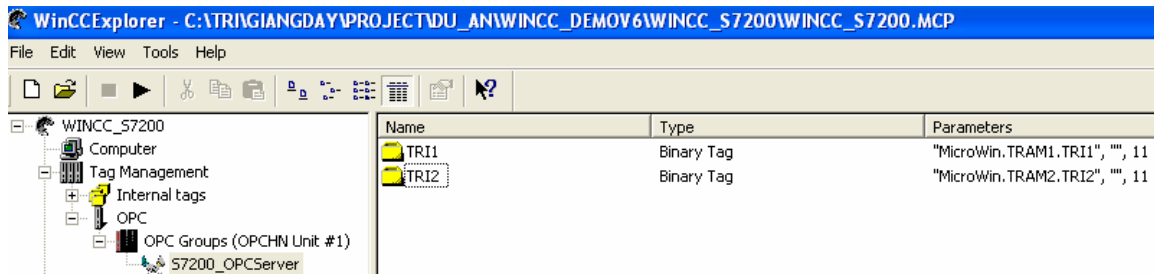 WinCCExplorer - C:\TRI\GIANGDAY\PROJECT\DU_AN\WINCC_DEMOV6\WINCC_S7200\WINCC_S7200.MCP
File Edit View Tools Help
WINCC_S7200
Computer
Tag Management
Internal tags
OPC
OPC Groups (OPCHN Unit #1)
S7200_OPCServer
Name Type Parameters
TRI1 Binary Tag "MicroWin.TRAM1.TRI1", "", 11
TRI2 Binary Tag "MicroWin.TRAM2.TRI2", "", 11